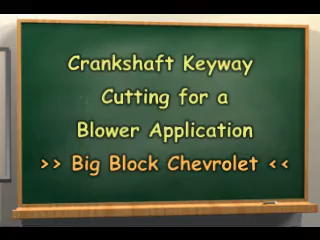 Crankshaft Keyway
Cutting for a
Blower Application
>> Big Block Chevrolet <<